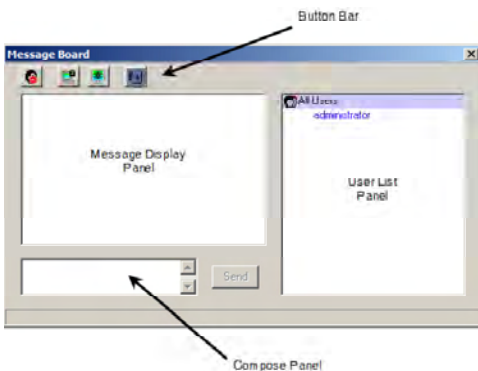 Button Bar
Message Board
All Users
administrator
Message Display
Panel
User List
Panel
Send
Compose Panel